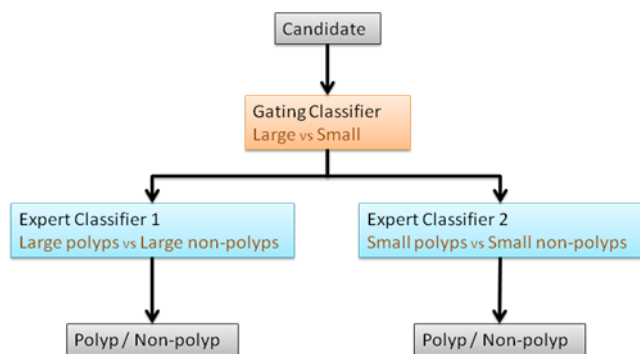 Candidate
Gating Classifier
Large vs Small
Expert Classifier 1
Large polyps vs Large non-polyps
Expert Classifier 2
Small polyps vs Small non-polyps
Polyp / Non-polyp
Polyp / Non-polyp